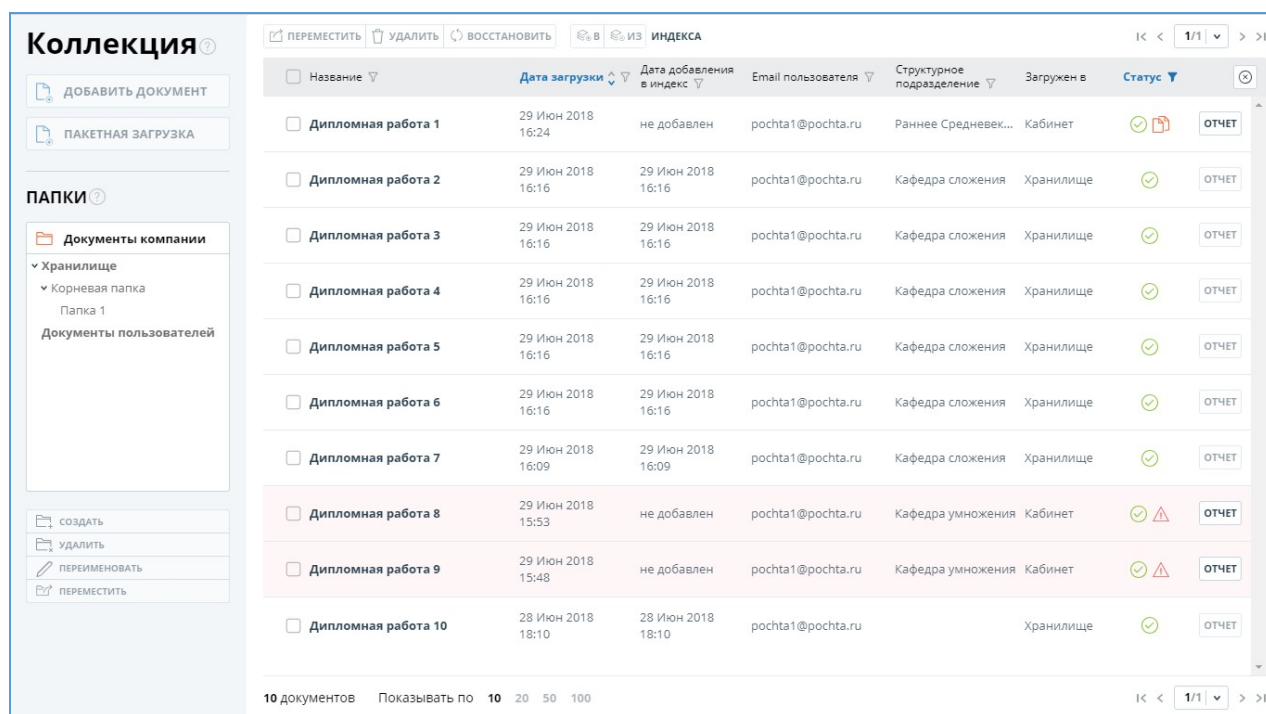 Коллекция ?
ДОБАВИТЬ ДОКУМЕНТ
ПАКЕТНАЯ ЗАГРУЗКА
ПАПКИ ?
Документы компании
Хранилище
Корневая папка
Папка 1
Документы пользователей
СОЗДАТЬ
УДАЛИТЬ
ПЕРЕИМЕНОВАТЬ
ПЕРЕМЕСТИТЬ
ПЕРЕМЕСТИТЬ УДАЛИТЬ ВОССТАНОВИТЬ В ИЗ ИНДЕКСА 1/1
Название Дата загрузки Дата добавления в индекс Email пользователя Структурное подразделение Загружен в Статус
Дипломная работа 1 29 Июн 2018 16:24 не добавлен pochta1@pochta.ru Раннее Средневек... Кабинет ОТЧЕТ
Дипломная работа 2 29 Июн 2018 16:16 29 Июн 2018 16:16 pochta1@pochta.ru Кафедра сложения Хранилище ОТЧЕТ
Дипломная работа 3 29 Июн 2018 16:16 29 Июн 2018 16:16 pochta1@pochta.ru Кафедра сложения Хранилище ОТЧЕТ
Дипломная работа 4 29 Июн 2018 16:16 29 Июн 2018 16:16 pochta1@pochta.ru Кафедра сложения Хранилище ОТЧЕТ
Дипломная работа 5 29 Июн 2018 16:16 29 Июн 2018 16:16 pochta1@pochta.ru Кафедра сложения Хранилище ОТЧЕТ
Дипломная работа 6 29 Июн 2018 16:16 29 Июн 2018 16:16 pochta1@pochta.ru Кафедра сложения Хранилище ОТЧЕТ
Дипломная работа 7 29 Июн 2018 16:09 29 Июн 2018 16:09 pochta1@pochta.ru Кафедра сложения Хранилище ОТЧЕТ
Дипломная работа 8 29 Июн 2018 15:53 не добавлен pochta1@pochta.ru Кафедра умножения Кабинет ОТЧЕТ
Дипломная работа 9 29 Июн 2018 15:48 не добавлен pochta1@pochta.ru Кафедра умножения Кабинет ОТЧЕТ
Дипломная работа 10 28 Июн 2018 18:10 28 Июн 2018 18:10 pochta1@pochta.ru Хранилище ОТЧЕТ
10 документов Показывать по 10 20 50 100 1/1